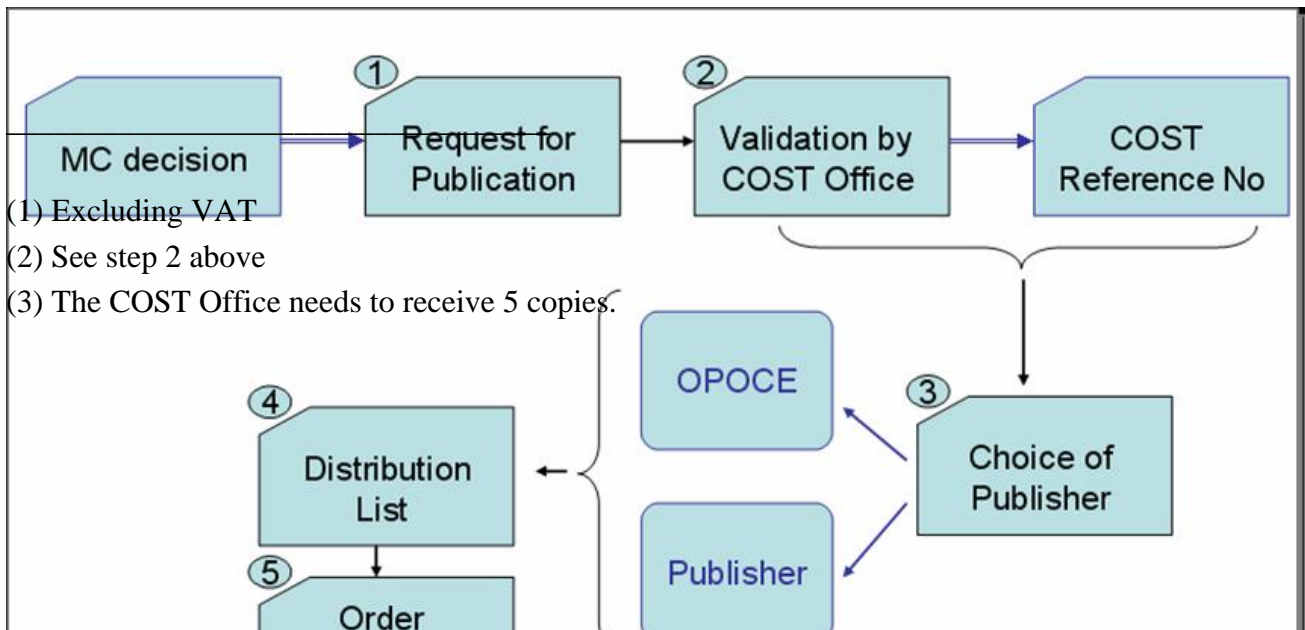 1
2
MC decision
Request for
Publication
Validation by
COST Office
COST
Reference No
(1) Excluding VAT
(2) See step 2 above
(3) The COST Office needs to receive 5 copies.
OPOCE
3
Choice of
Publisher
4
Distribution
List
Publisher
5
Order